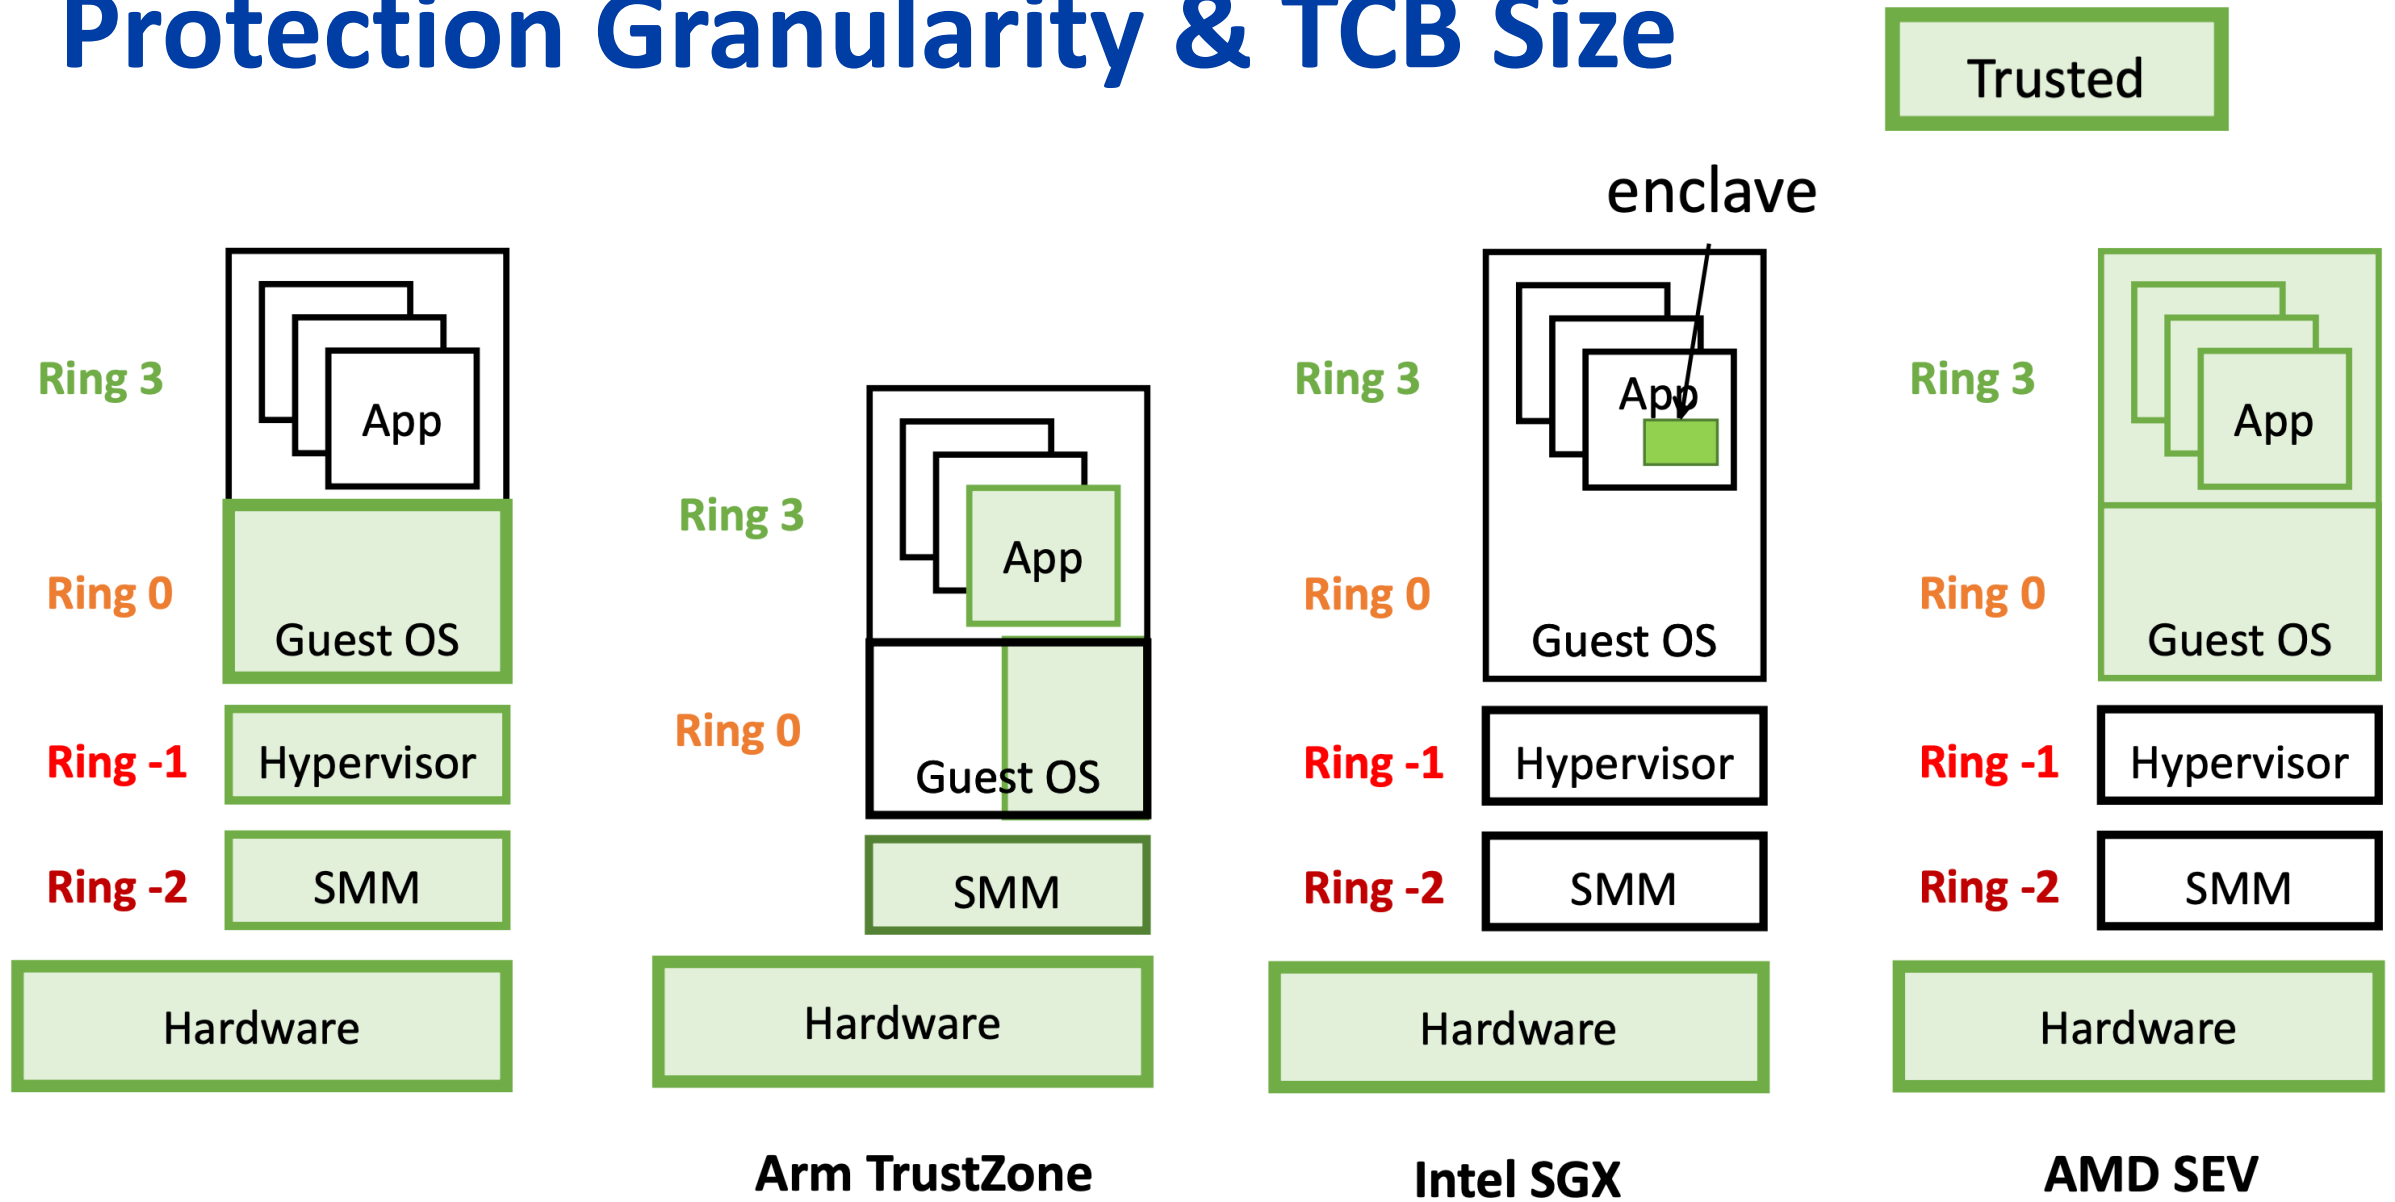 Protection Granularity & TCB Size
Trusted
enclave
Ring 3
App
Ring 0
Guest OS
Ring -1
Hypervisor
Ring -2
SMM
Hardware
Ring 3
App
Ring 0
Guest OS
SMM
Hardware
Arm TrustZone
Ring 3
App
Ring 0
Guest OS
Ring -1
Hypervisor
Ring -2
SMM
Hardware
Intel SGX
Ring 3
App
Ring 0
Guest OS
Ring -1
Hypervisor
Ring -2
SMM
Hardware
AMD SEV